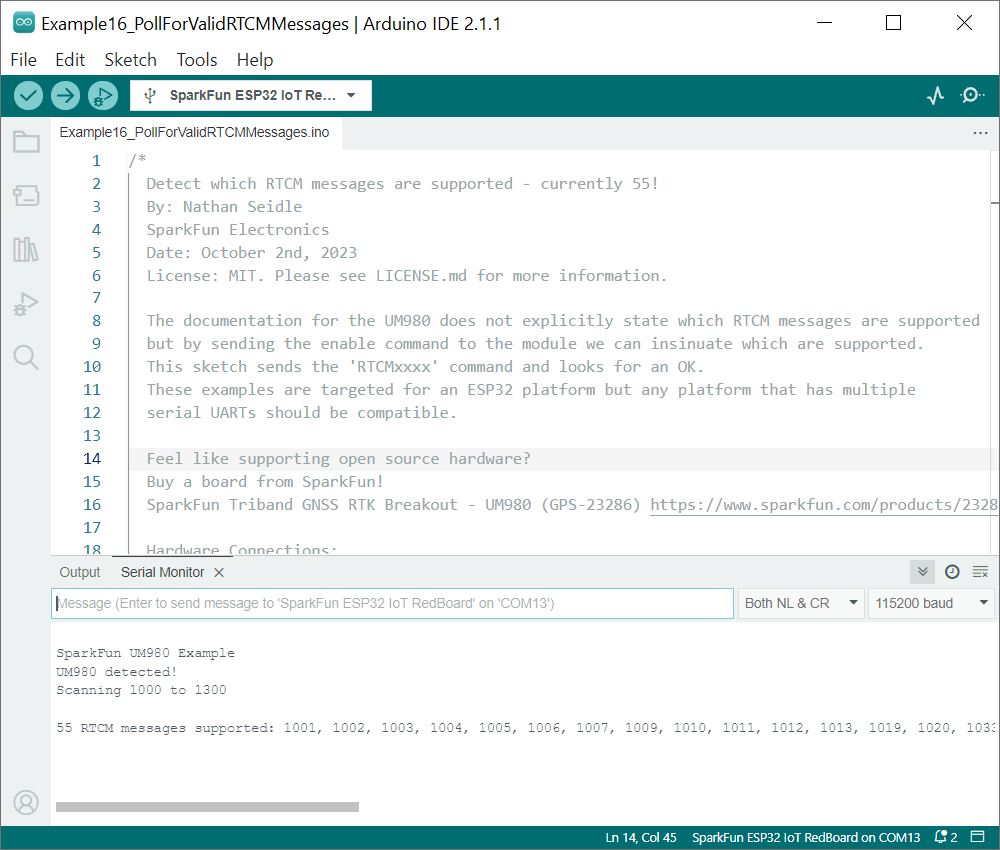 Example16_PollForValidRTCMMessages | Arduino IDE 2.1.1
File Edit Sketch Tools Help
SparkFun ESP32 IoT Re...
Example16_PollForValidRTCMMessages.ino
1 /*
2 Detect which RTCM messages are supported - currently 55!
3 By: Nathan Seidle
4 SparkFun Electronics
5 Date: October 2nd, 2023
6 License: MIT. Please see LICENSE.md for more information.
7
8 The documentation for the UM980 does not explicitly state which RTCM messages are supported
9 but by sending the enable command to the module we can insinuate which are supported.
10 This sketch sends the 'RTCMxxxx' command and looks for an OK.
11 These examples are targeted for an ESP32 platform but any platform that has multiple
12 serial UARTs should be compatible.
13
14 Feel like supporting open source hardware?
15 Buy a board from SparkFun!
16 SparkFun Triband GNSS RTK Breakout - UM980 (GPS-23286) https://www.sparkfun.com/products/2328
17
18 Hardware Connections:
Output Serial Monitor
Message (Enter to send message to 'SparkFun ESP32 IoT RedBoard' on 'COM13') Both NL & CR 115200 baud
SparkFun UM980 Example
UM980 detected!
Scanning 1000 to 1300
55 RTCM messages supported: 1001, 1002, 1003, 1004, 1005, 1006, 1007, 1009, 1010, 1011, 1012, 1013, 1019, 1020, 1033
Ln 14, Col 45 SparkFun ESP32 IoT RedBoard on COM13 2